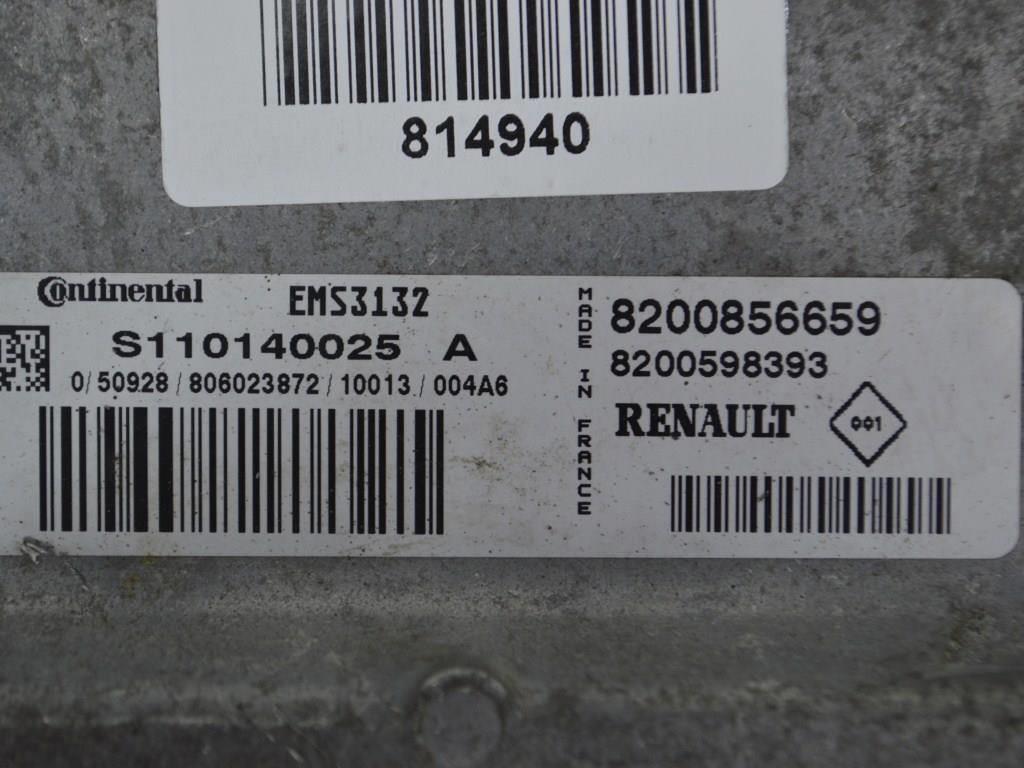 814940
Continental EMS3132
S110140025 A
0/50928/806023872/10013/004A6
MADE IN FRANCE
8200856659
8200598393
RENAULT
001